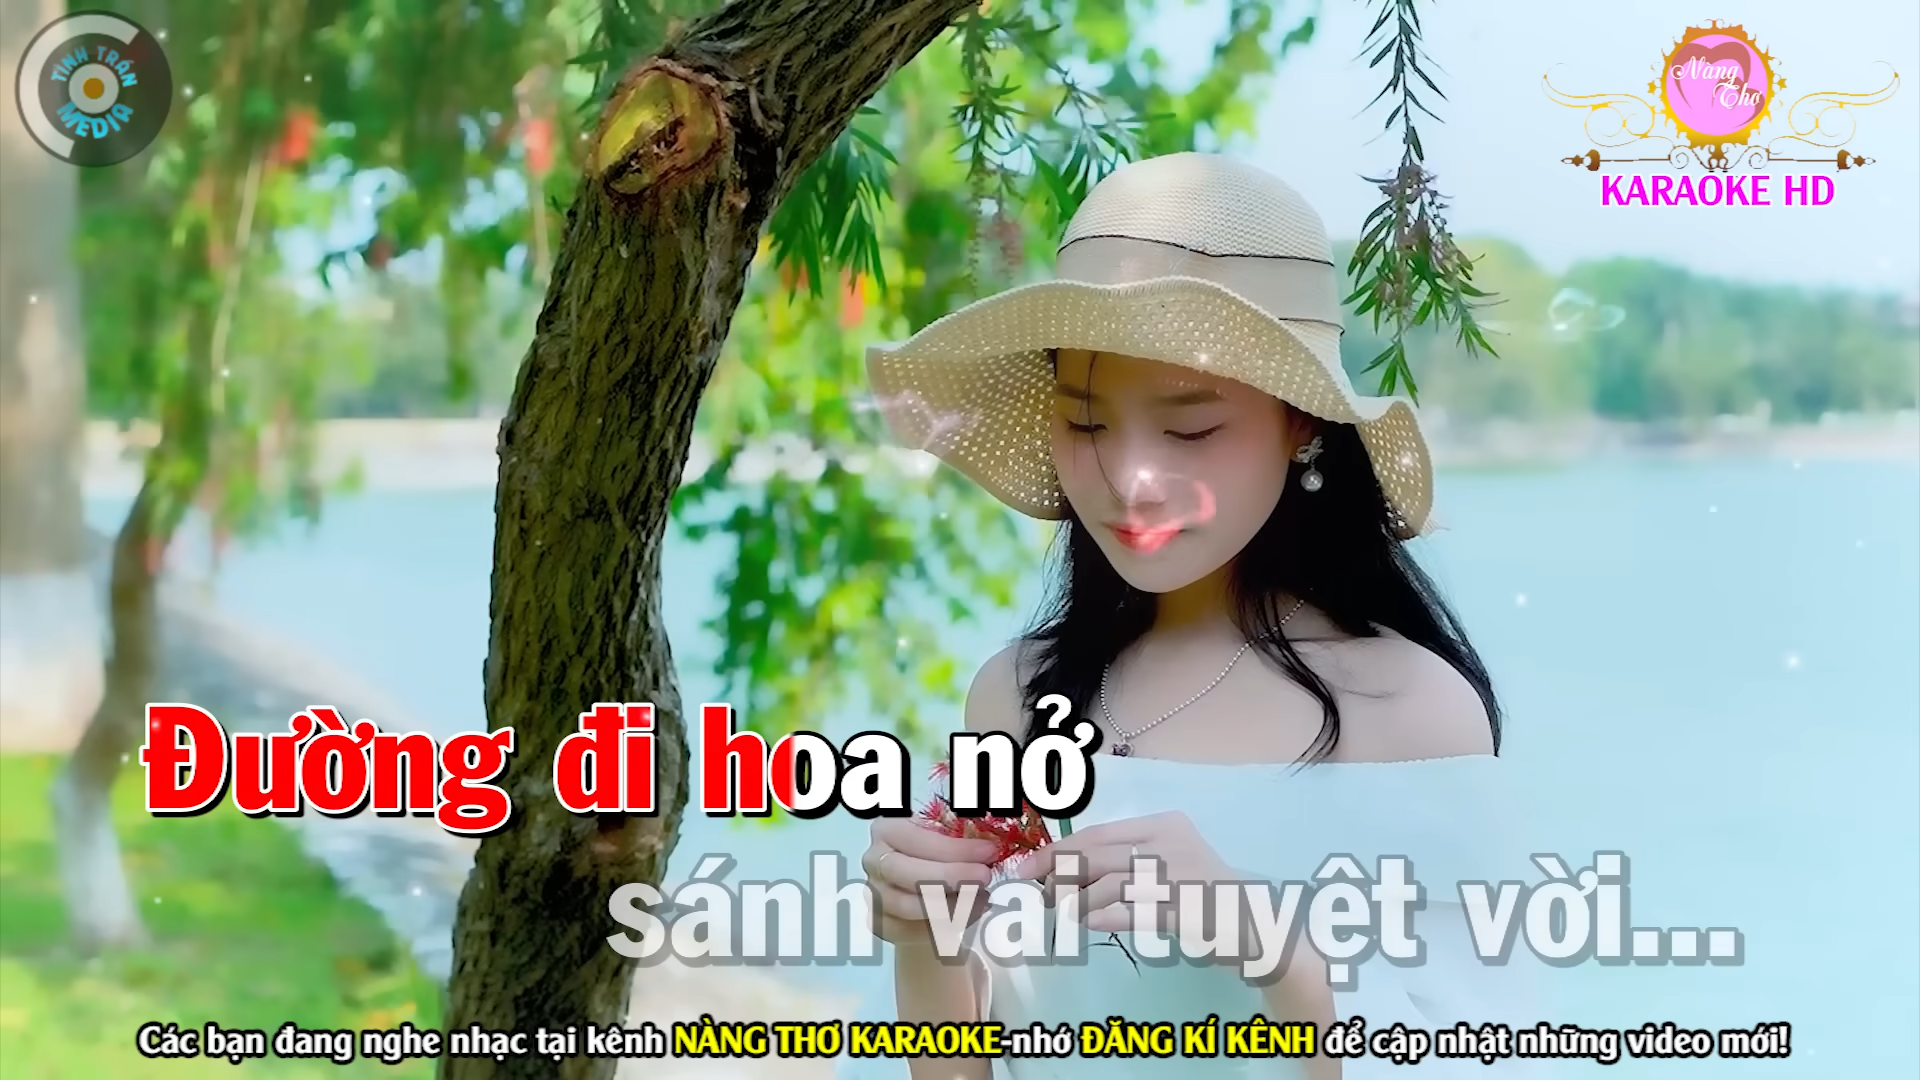 TÌNH TRẦN
MEDIA
Nàng
Thơ
KARAOKE HD
Đường đi hoa nở
sánh vai tuyệt vời...
Các bạn đang nghe nhạc tại kênh NÀNG THƠ KARAOKE-nhớ ĐĂNG KÍ KÊNH để cập nhật những video mới!